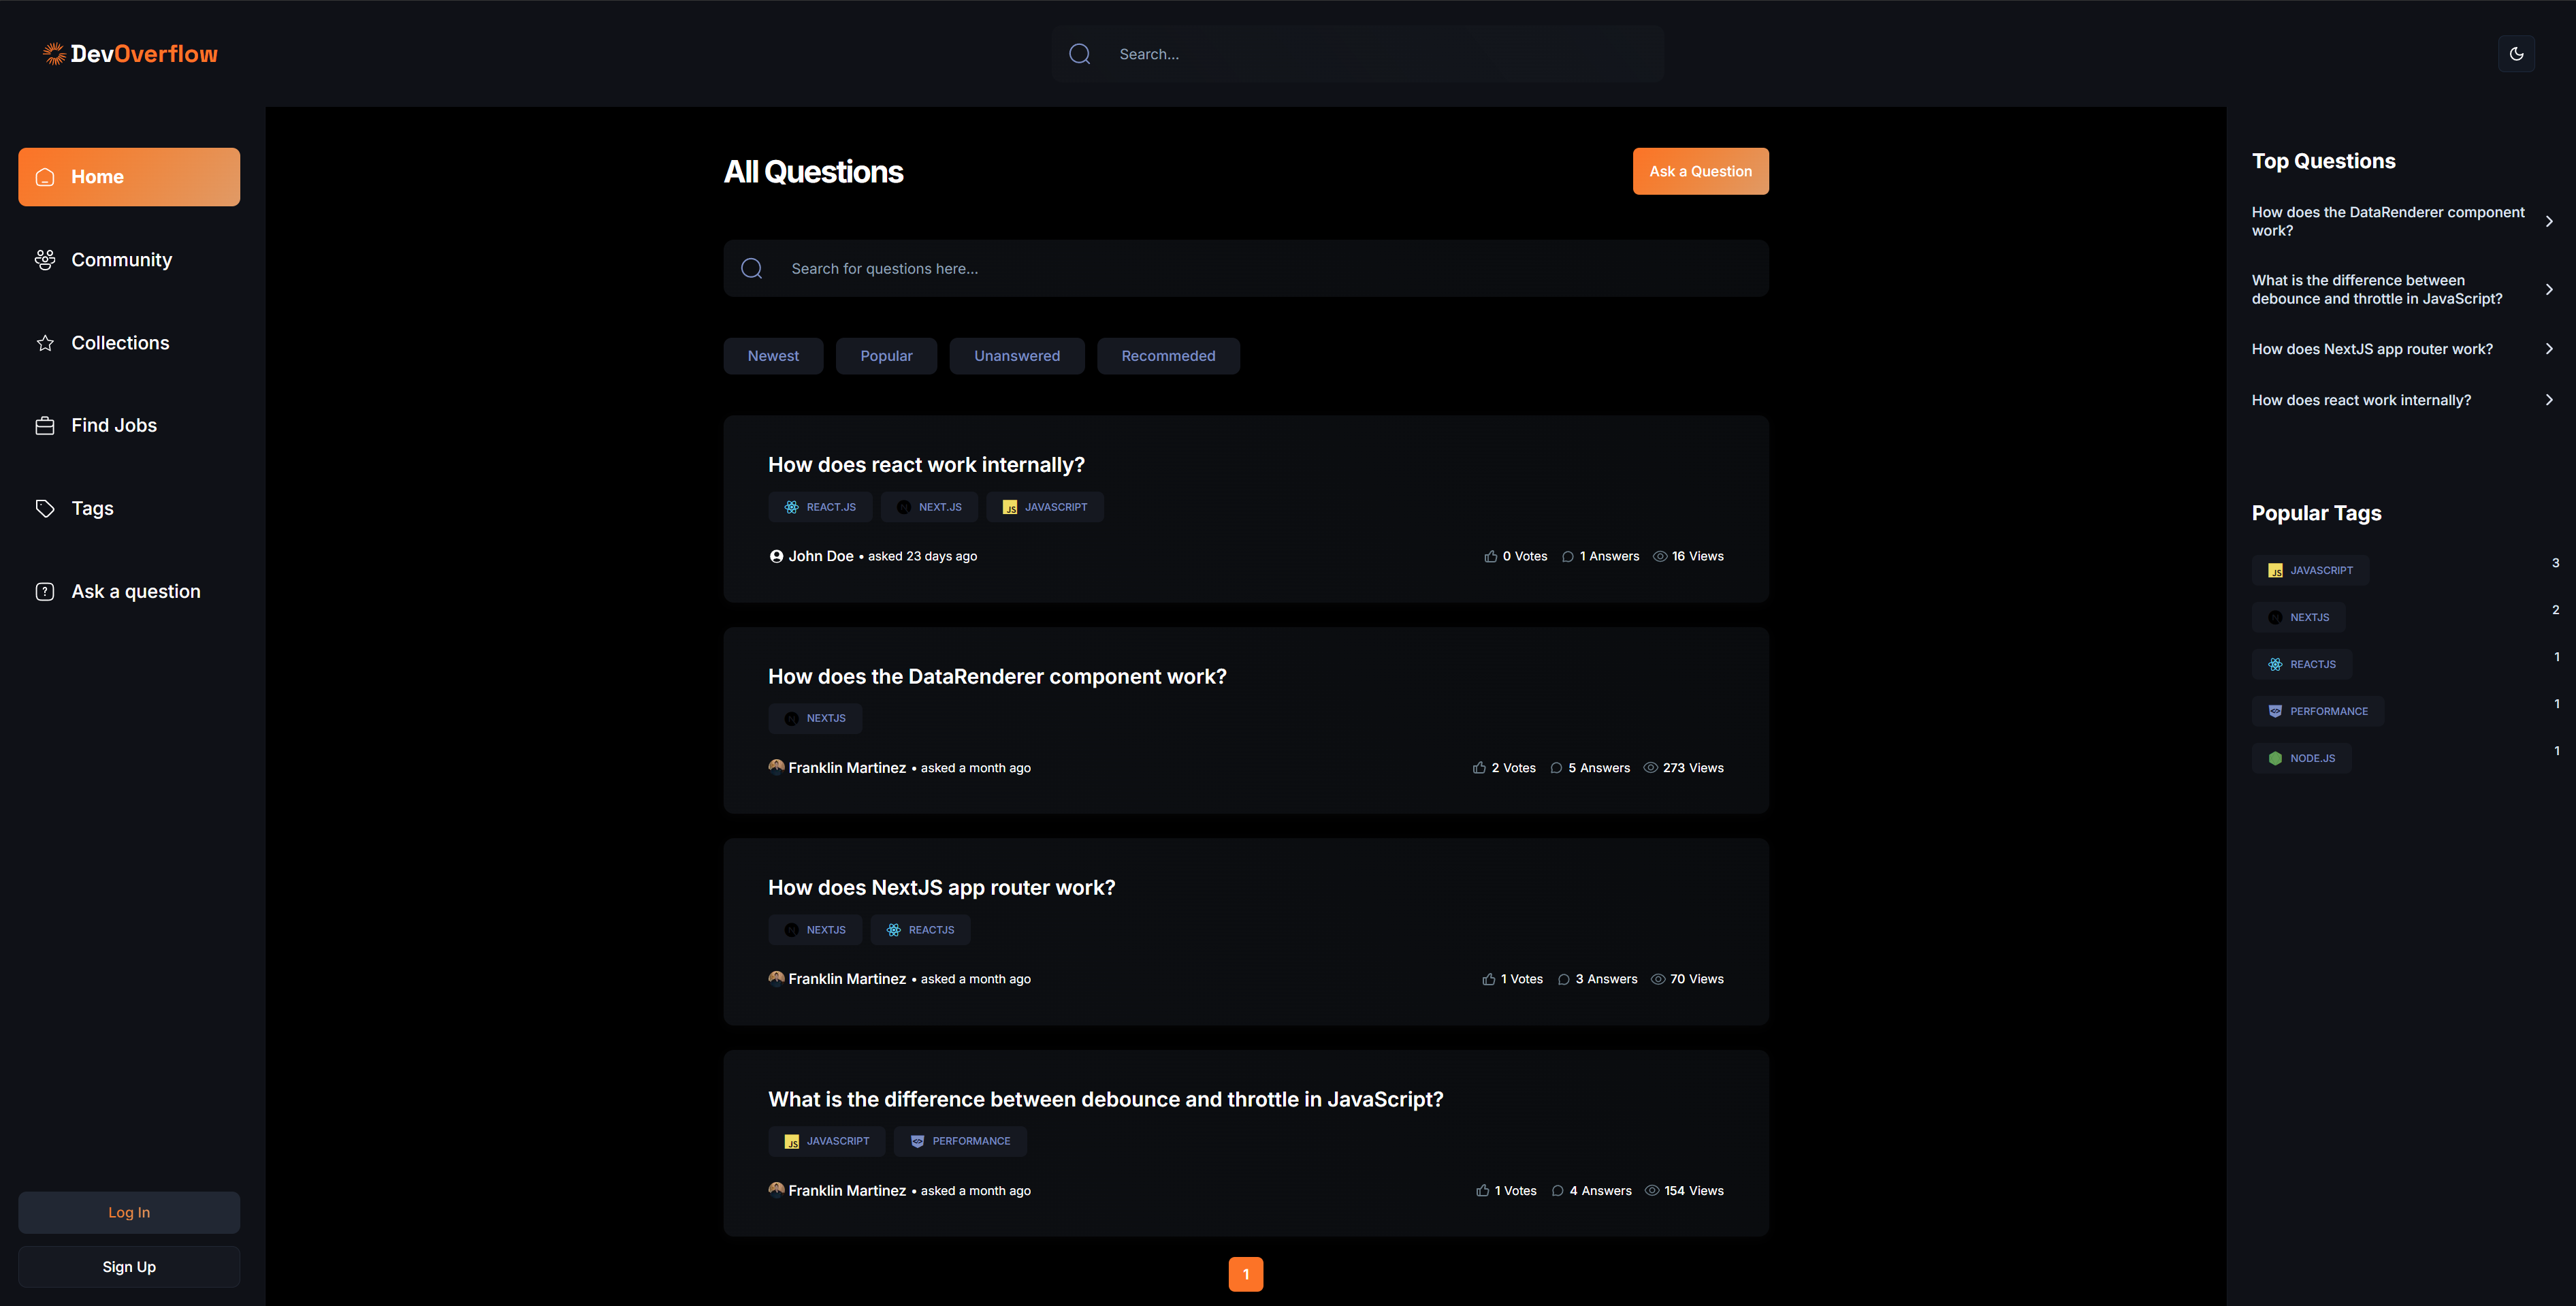 DevOverflow
Search...
Home
Community
Collections
Find Jobs
Tags
Ask a question
Log In
Sign Up
All Questions
Ask a Question
Search for questions here...
Newest
Popular
Unanswered
Recommeded
How does react work internally?
REACT.JS
NEXT.JS
JS JAVASCRIPT
John Doe • asked 23 days ago
0 Votes
1 Answers
16 Views
How does the DataRenderer component work?
NEXTJS
Franklin Martinez • asked a month ago
2 Votes
5 Answers
273 Views
How does NextJS app router work?
NEXTJS
REACTJS
Franklin Martinez • asked a month ago
1 Votes
3 Answers
70 Views
What is the difference between debounce and throttle in JavaScript?
JS JAVASCRIPT
PERFORMANCE
Franklin Martinez • asked a month ago
1 Votes
4 Answers
154 Views
1
Top Questions
How does the DataRenderer component
work?
What is the difference between
debounce and throttle in JavaScript?
How does NextJS app router work?
How does react work internally?
Popular Tags
JS JAVASCRIPT 3
NEXTJS 2
REACTJS 1
PERFORMANCE 1
NODE.JS 1